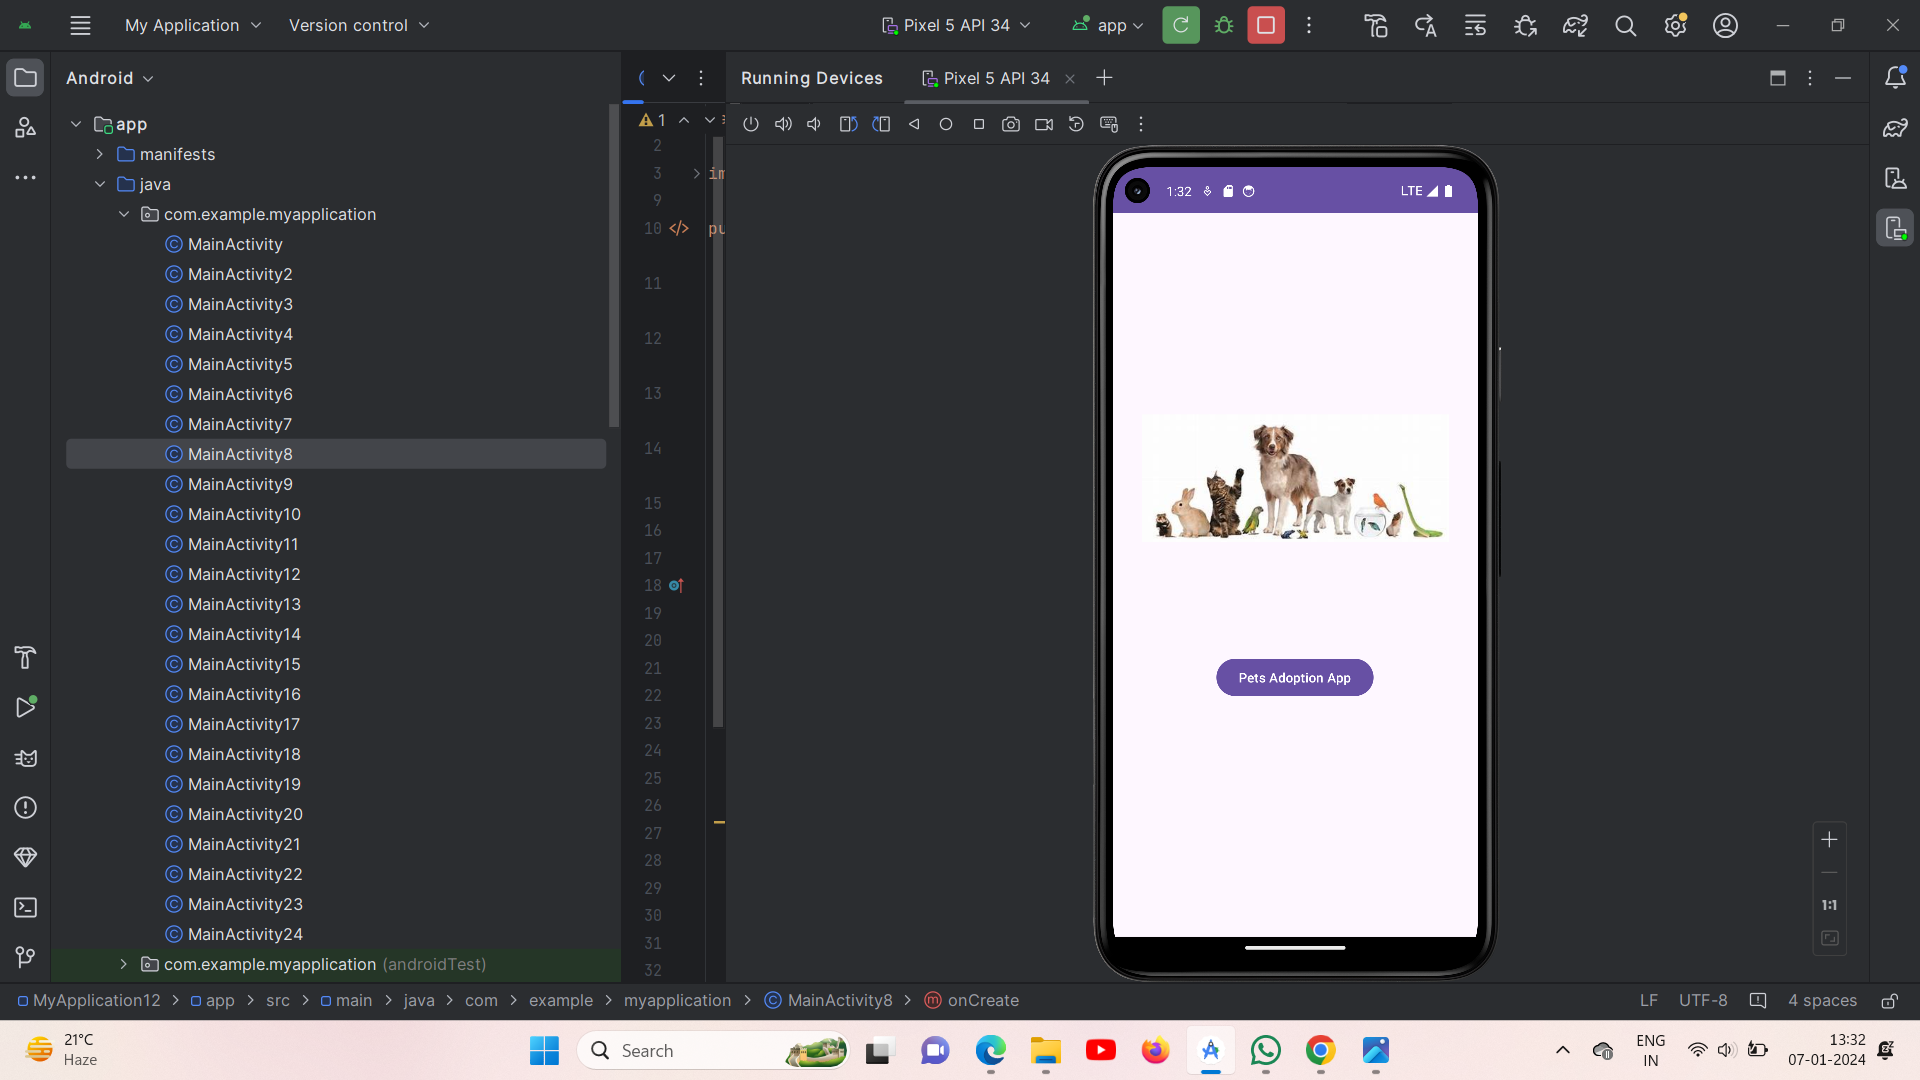 My Application
Version control
Pixel 5 API 34
app
Android
Running Devices
Pixel 5 API 34
app
manifests
java
com.example.myapplication
MainActivity
MainActivity2
MainActivity3
MainActivity4
MainActivity5
MainActivity6
MainActivity7
MainActivity8
MainActivity9
MainActivity10
MainActivity11
MainActivity12
MainActivity13
MainActivity14
MainActivity15
MainActivity16
MainActivity17
MainActivity18
MainActivity19
MainActivity20
MainActivity21
MainActivity22
MainActivity23
MainActivity24
com.example.myapplication (androidTest)
1
2
3 im
9
10 pu
11
12
13
14
15
16
17
18
19
20
21
22
23
24
25
26
27
28
29
30
31
32
1:32 LTE
Pets Adoption App
1:1
MyApplication12 > app > src > main > java > com > example > myapplication > MainActivity8 > onCreate
LF UTF-8 4 spaces
21°C
Haze
Search
ENG
IN
13:32
07-01-2024